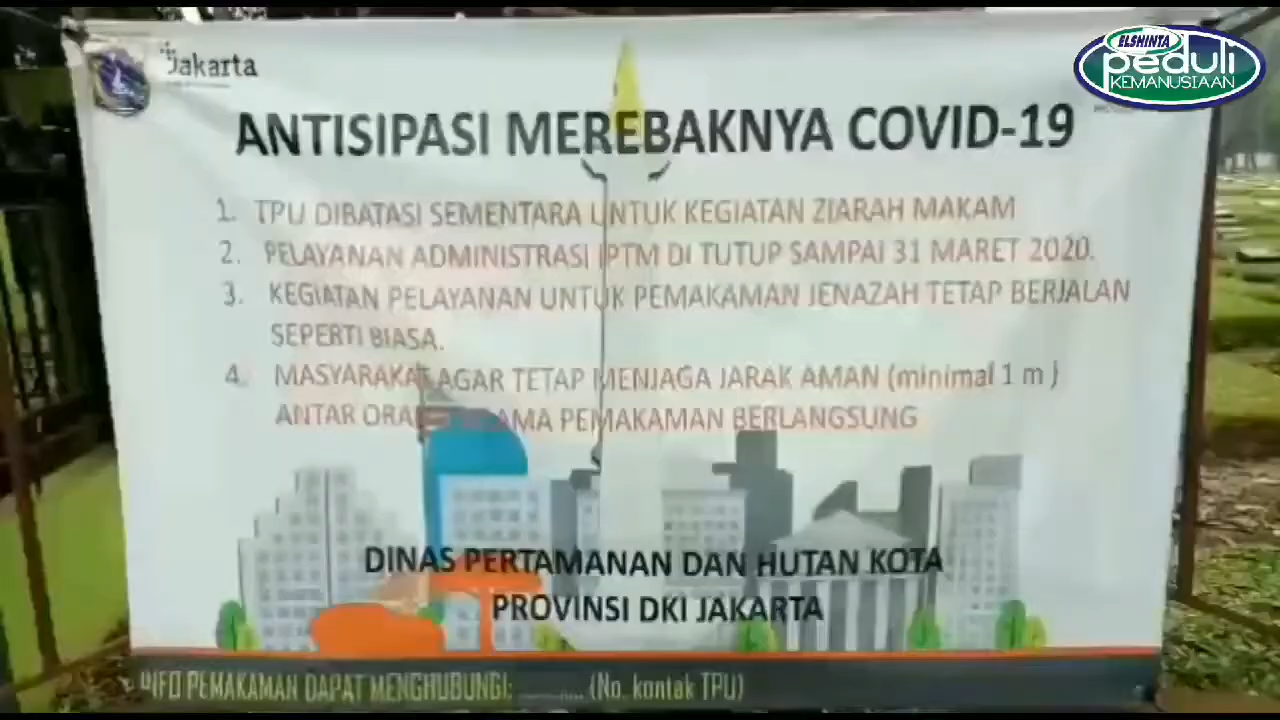 Jakarta
ELSHINTA
peduli
KEMANUSIAAN
ANTISIPASI MEREBAKNYA COVID-19
1. TPU DIBATASI SEMENTARA UNTUK KEGIATAN ZIARAH MAKAM
2. PELAYANAN ADMINISTRASI IPTM DI TUTUP SAMPAI 31 MARET 2020.
3. KEGIATAN PELAYANAN UNTUK PEMAKAMAN JENAZAH TETAP BERJALAN
SEPERTI BIASA.
4. MASYARAKAT AGAR TETAP MENJAGA JARAK AMAN (minimal 1 m )
ANTAR ORANG SELAMA PEMAKAMAN BERLANGSUNG
DINAS PERTAMANAN DAN HUTAN KOTA
PROVINSI DKI JAKARTA
INFO PEMAKAMAN DAPAT MENGHUBUNGI: ........... (No. kontak TPU)